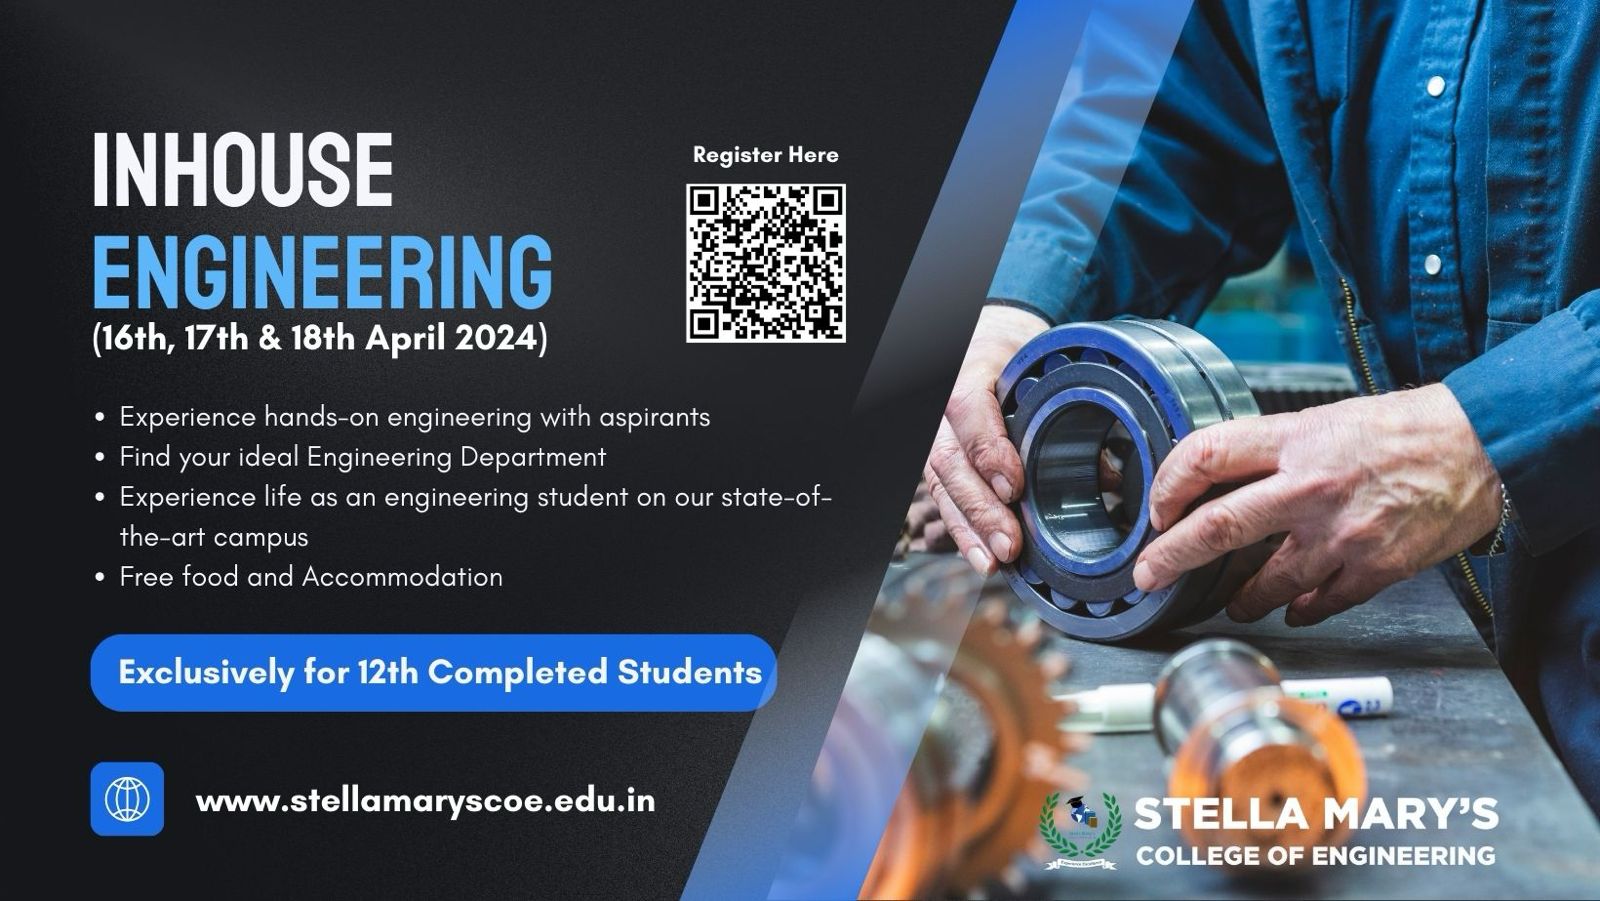 INHOUSE
ENGINEERING
(16th, 17th & 18th April 2024)
Register Here
• Experience hands-on engineering with aspirants
• Find your ideal Engineering Department
• Experience life as an engineering student on our state-of-
the-art campus
• Free food and Accommodation
Exclusively for 12th Completed Students
www.stellamaryscoe.edu.in
STELLA MARY'S
COLLEGE OF ENGINEERING